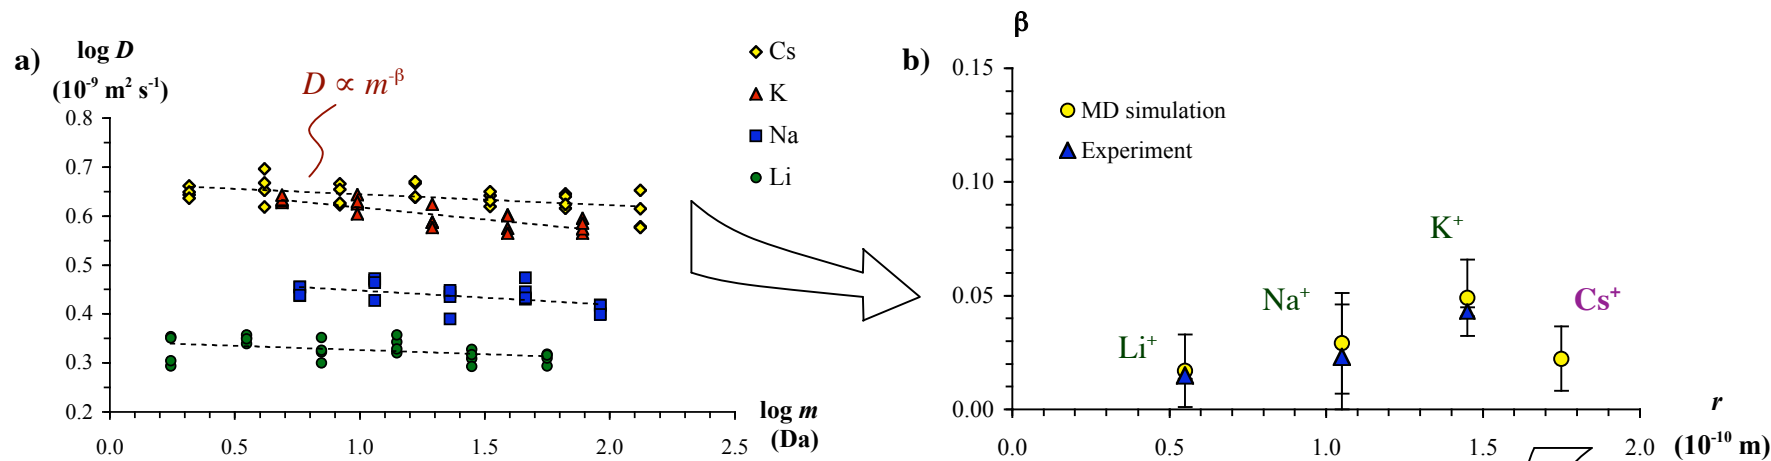 a)
log D
(10⁻⁹ m² s⁻¹)
D ∝ m⁻ᵝ
Cs
K
Na
Li
0.8
0.7
0.6
0.5
0.4
0.3
0.2
0.0 0.5 1.0 1.5 2.0 2.5
log m
(Da)
b)
β
0.15
0.10
0.05
0.00
MD simulation
Experiment
Li⁺
Na⁺
K⁺
Cs⁺
0.0 0.5 1.0 1.5 2.0
r
(10⁻¹⁰ m)